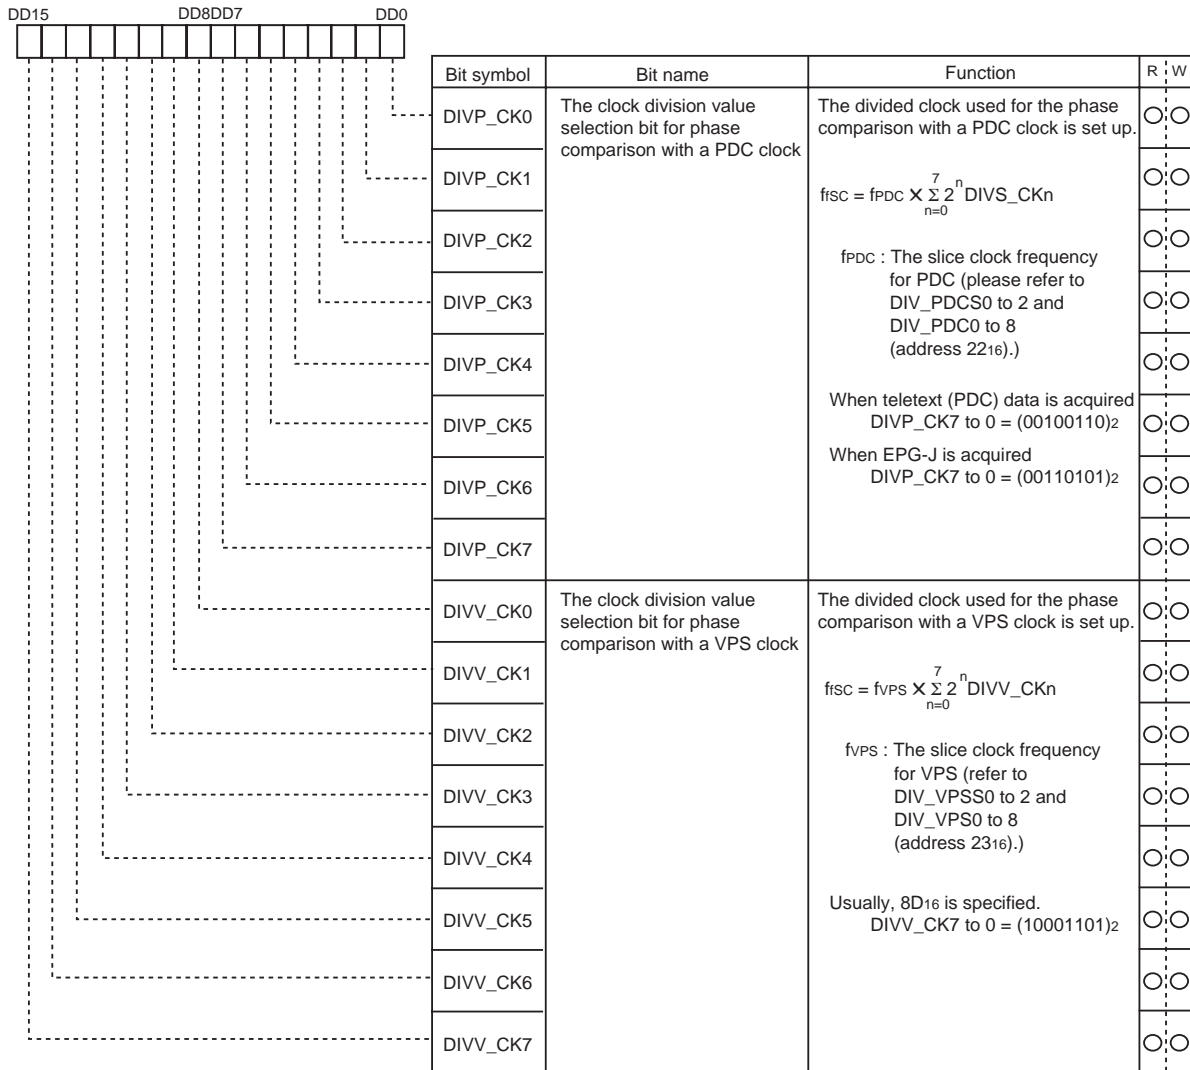 DD15 DD8DD7 DD0
Bit symbol Bit name Function R W
DIVP_CK0
The clock division value
selection bit for phase
comparison with a PDC clock
The divided clock used for the phase
comparison with a PDC clock is set up.
DIVP_CK1
ffSC = fPDC × 7 Σ n=0 2 n DIVS_CKn
DIVP_CK2
fPDC : The slice clock frequency
for PDC (please refer to
DIV_PDCS0 to 2 and
DIV_PDC0 to 8
(address 2216).)
DIVP_CK3
DIVP_CK4
When teletext (PDC) data is acquired
DIVP_CK7 to 0 = (00100110)2
DIVP_CK5
When EPG-J is acquired
DIVP_CK7 to 0 = (00110101)2
DIVP_CK6
DIVP_CK7
DIVV_CK0
The clock division value
selection bit for phase
comparison with a VPS clock
The divided clock used for the phase
comparison with a VPS clock is set up.
DIVV_CK1
ffSC = fVPS × 7 Σ n=0 2 n DIVV_CKn
DIVV_CK2
fVPS : The slice clock frequency
for VPS (refer to
DIV_VPSS0 to 2 and
DIV_VPS0 to 8
(address 2316).)
DIVV_CK3
DIVV_CK4
Usually, 8D16 is specified.
DIVV_CK7 to 0 = (10001101)2
DIVV_CK5
DIVV_CK6
DIVV_CK7